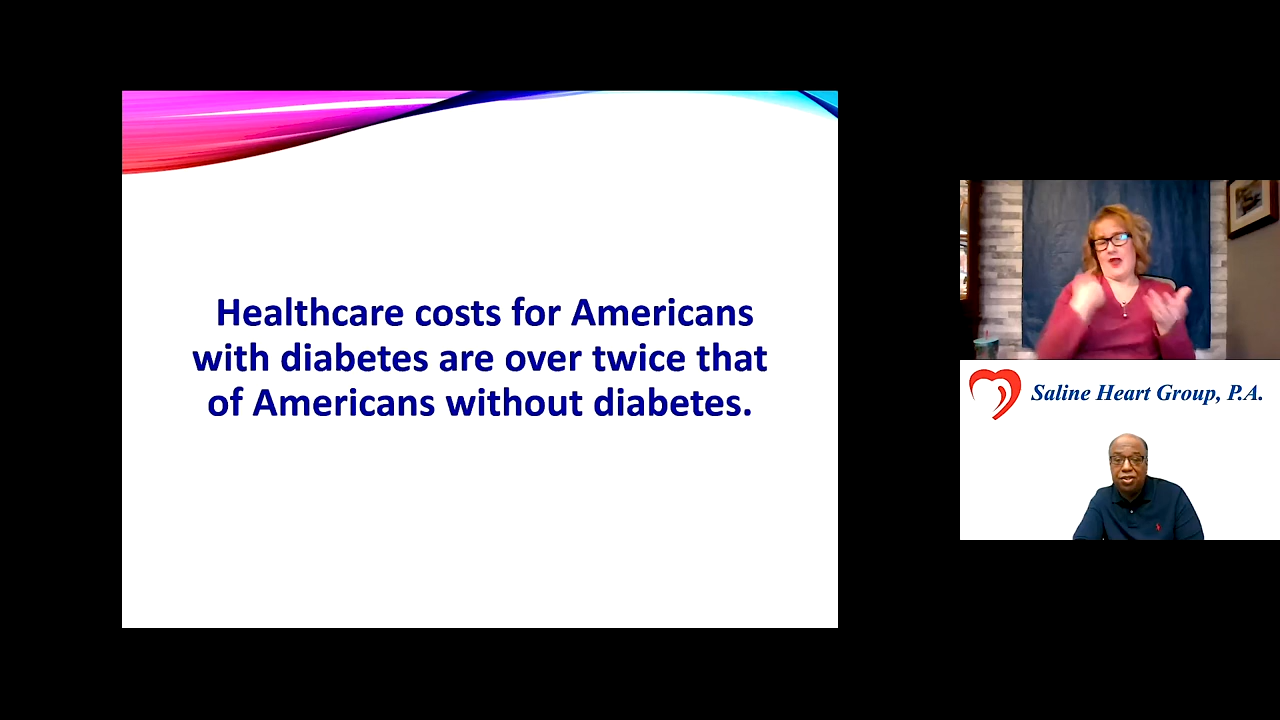 Healthcare costs for Americans
with diabetes are over twice that
of Americans without diabetes.
Saline Heart Group, P.A.